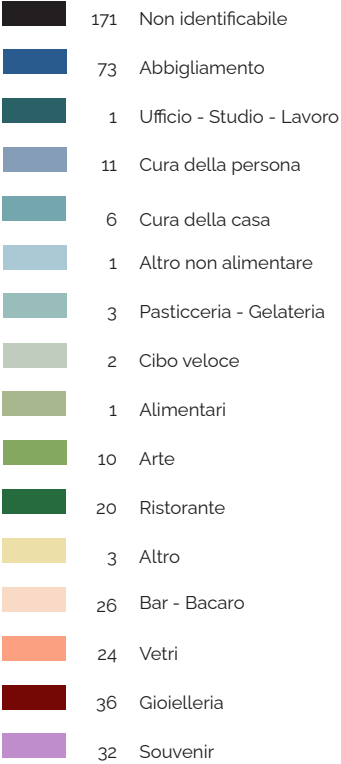 171 Non identificabile
73 Abbigliamento
1 Ufficio - Studio - Lavoro
11 Cura della persona
6 Cura della casa
1 Altro non alimentare
3 Pasticceria - Gelateria
2 Cibo veloce
1 Alimentari
10 Arte
20 Ristorante
3 Altro
26 Bar - Bacaro
24 Vetri
36 Gioielleria
32 Souvenir